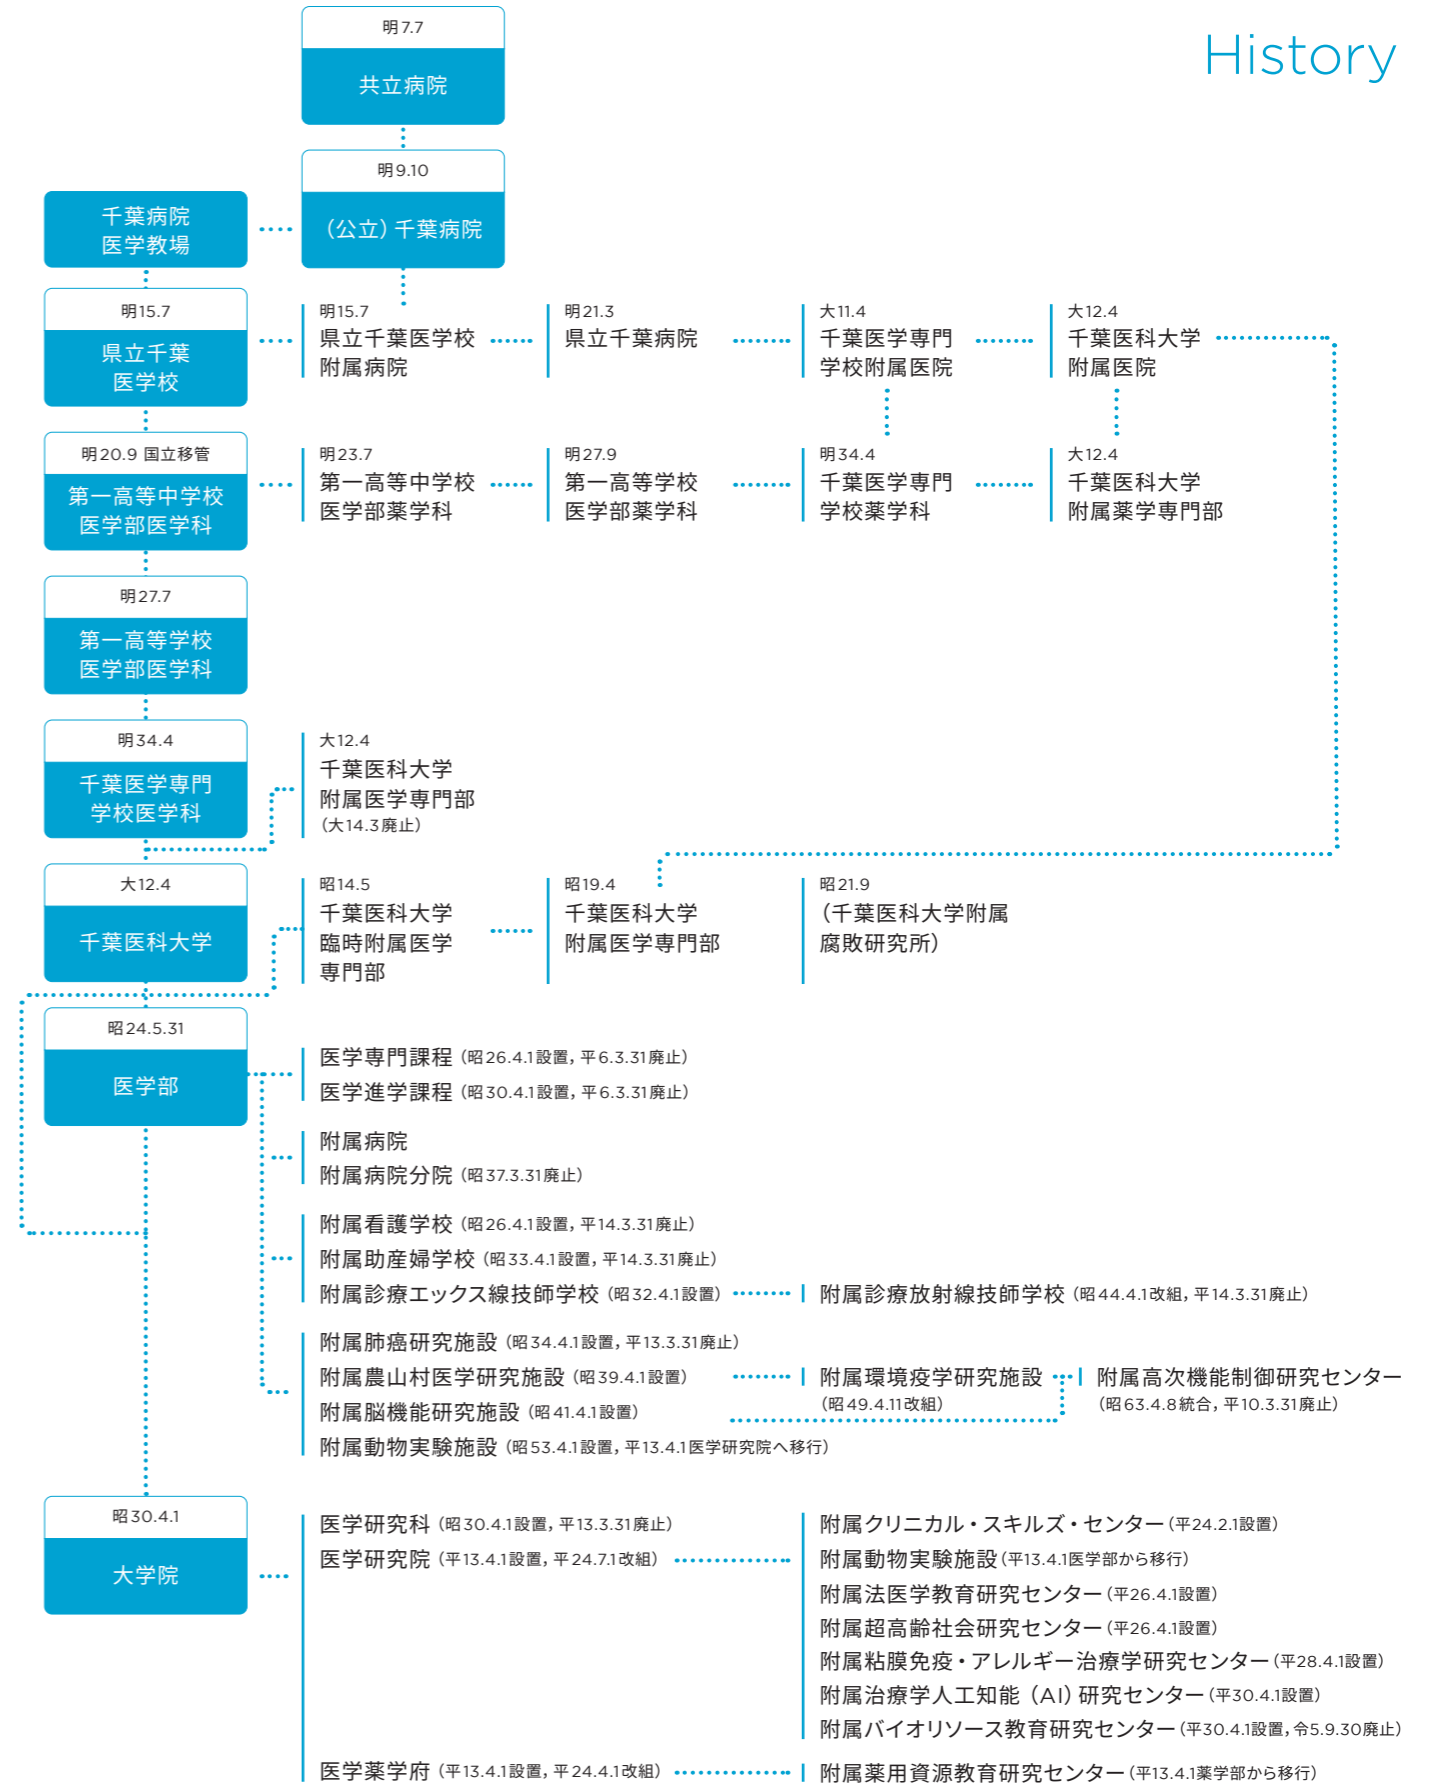 History
明7.7
共立病院
明9.10
（公立）千葉病院
千葉病院
医学教場
明15.7
県立千葉
医学校
明15.7
県立千葉医学校
附属病院
明21.3
県立千葉病院
大11.4
千葉医学専門
学校附属医院
大12.4
千葉医科大学
附属医院
明20.9 国立移管
第一高等中学校
医学部医学科
明23.7
第一高等中学校
医学部薬学科
明27.9
第一高等学校
医学部薬学科
明34.4
千葉医学専門
学校薬学科
大12.4
千葉医科大学
附属薬学専門部
明27.7
第一高等学校
医学部医学科
明34.4
千葉医学専門
学校医学科
大12.4
千葉医科大学
附属医学専門部
（大14.3廃止）
大12.4
千葉医科大学
昭14.5
千葉医科大学
臨時附属医学
専門部
昭19.4
千葉医科大学
附属医学専門部
昭21.9
（千葉医科大学附属
腐敗研究所）
昭24.5.31
医学部
医学専門課程（昭26.4.1設置，平6.3.31廃止）
医学進学課程（昭30.4.1設置，平6.3.31廃止）
附属病院
附属病院分院（昭37.3.31廃止）
附属看護学校（昭26.4.1設置，平14.3.31廃止）
附属助産婦学校（昭33.4.1設置，平14.3.31廃止）
附属診療エックス線技師学校（昭32.4.1設置）
附属診療放射線技師学校（昭44.4.1改組，平14.3.31廃止）
附属肺癌研究施設（昭34.4.1設置，平13.3.31廃止）
附属農山村医学研究施設（昭39.4.1設置）
附属環境疫学研究施設
（昭49.4.11改組）
附属高次機能制御研究センター
（昭63.4.8統合，平10.3.31廃止）
附属脳機能研究施設（昭41.4.1設置）
附属動物実験施設（昭53.4.1設置，平13.4.1医学研究院へ移行）
昭30.4.1
大学院
医学研究科（昭30.4.1設置，平13.3.31廃止）
医学研究院（平13.4.1設置，平24.7.1改組）
附属クリニカル・スキルズ・センター（平24.2.1設置）
附属動物実験施設（平13.4.1医学部から移行）
附属法医学教育研究センター（平26.4.1設置）
附属超高齢社会研究センター（平26.4.1設置）
附属粘膜免疫・アレルギー治療学研究センター（平28.4.1設置）
附属治療学人工知能（AI）研究センター（平30.4.1設置）
附属バイオリソース教育研究センター（平30.4.1設置，令5.9.30廃止）
医学薬学府（平13.4.1設置，平24.4.1改組）
附属薬用資源教育研究センター（平13.4.1薬学部から移行）